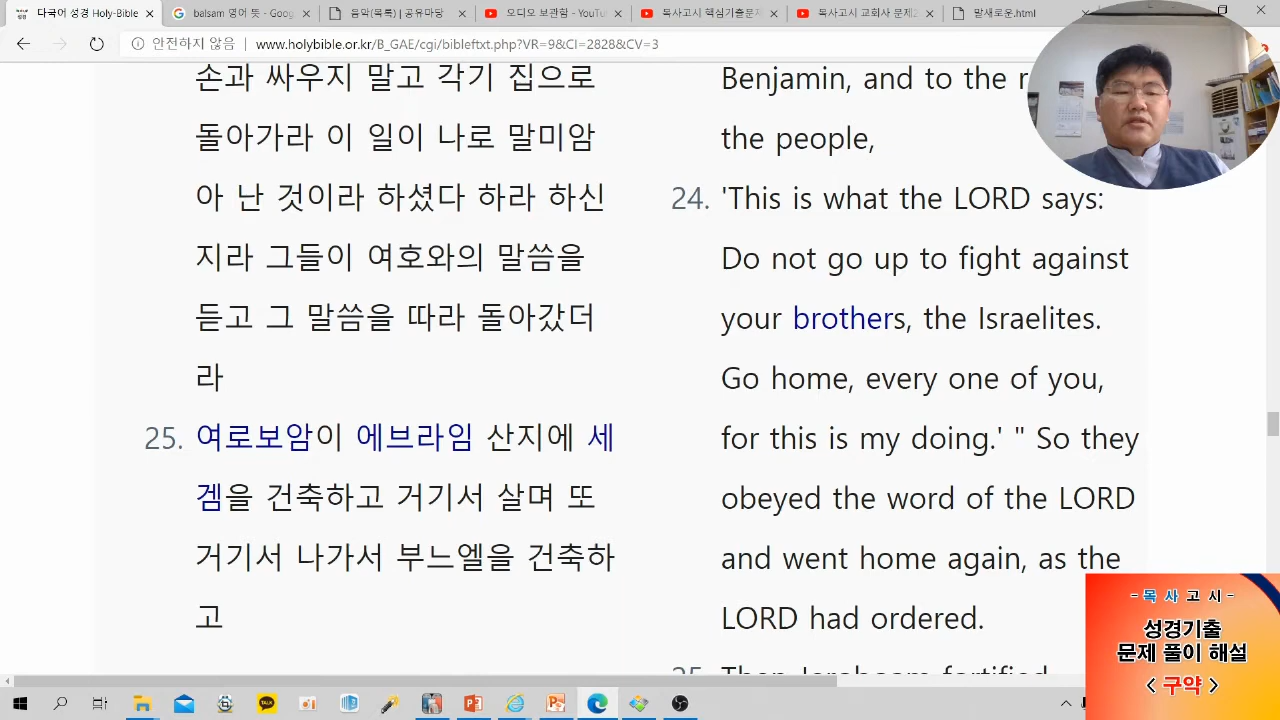 다국어 성경 Holy-Bible
balsam 영어 뜻 - Goog
음악(목록) | 공유마당
오디오 보관함 - YouTu
목사고시 핵심기출문
목사고시 교회사 문제2
말새로운.html
안전하지 않음 | www.holybible.or.kr/B_GAE/cgi/bibleftxt.php?VR=9&CI=2828&CV=3
손과 싸우지 말고 각기 집으로
돌아가라 이 일이 나로 말미암
아 난 것이라 하셨다 하라 하신
지라 그들이 여호와의 말씀을
듣고 그 말씀을 따라 돌아갔더
라
25. 여로보암이 에브라임 산지에 세
겜을 건축하고 거기서 살며 또
거기서 나가서 부느엘을 건축하
고
Benjamin, and to the r
the people,
24. 'This is what the LORD says:
Do not go up to fight against
your brothers, the Israelites.
Go home, every one of you,
for this is my doing.' " So they
obeyed the word of the LORD
and went home again, as the
LORD had ordered.
25. Then Jeroboam fortified
- 목 사 고 시 -
성경기출
문제 풀이 해설
< 구약 >